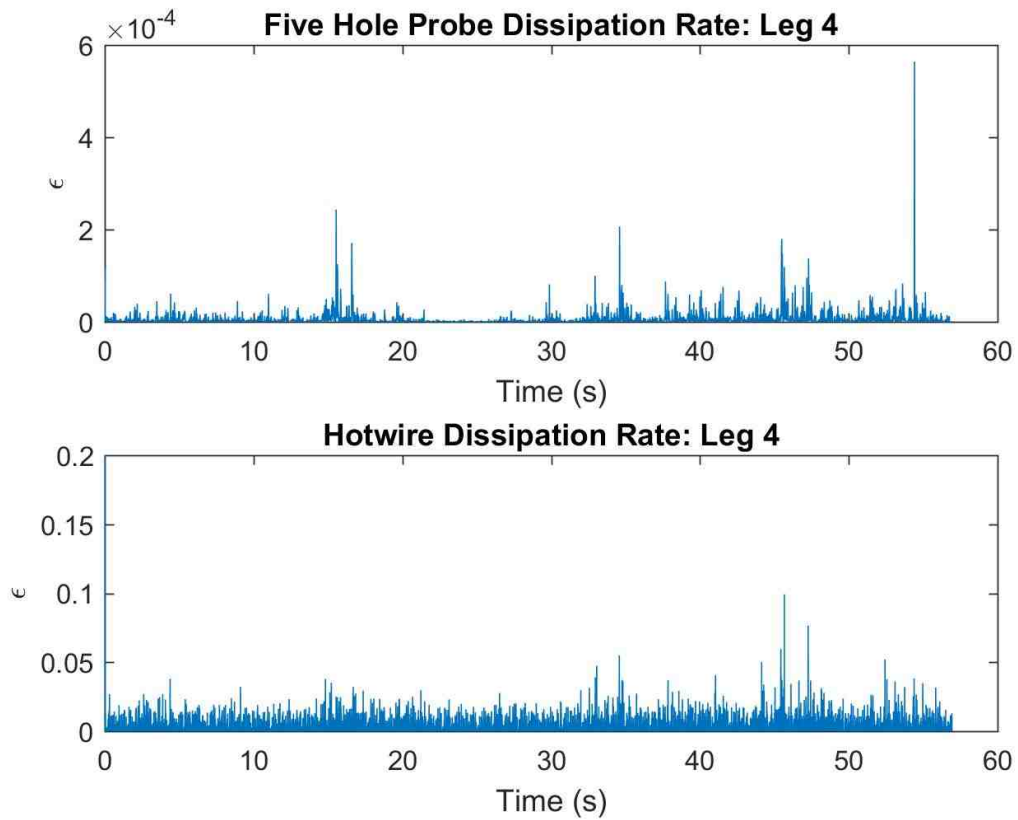 Five Hole Probe Dissipation Rate: Leg 4
×10-4
6
4
2
0
ϵ
0 10 20 30 40 50 60
Time (s)
Hotwire Dissipation Rate: Leg 4
0.2
0.15
0.1
0.05
0
ϵ
0 10 20 30 40 50 60
Time (s)